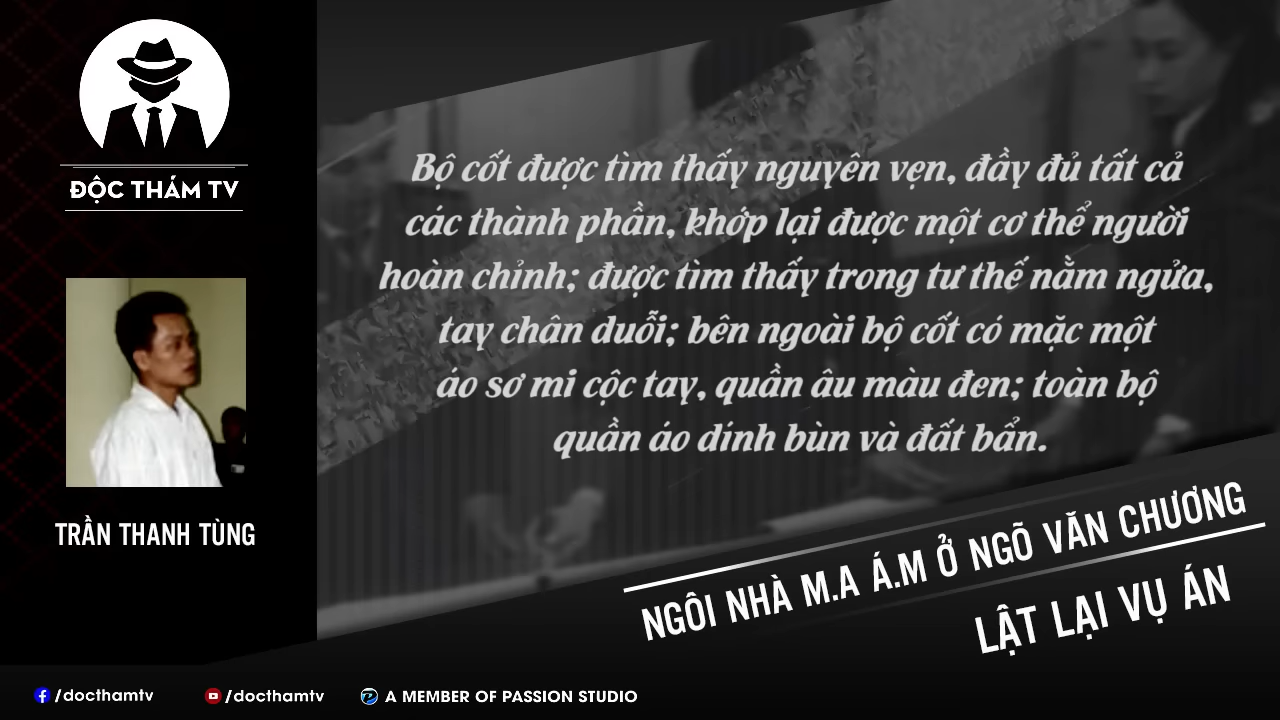 ĐỘC THÁM TV
TRẦN THANH TÙNG
Bộ cốt được tìm thấy nguyên vẹn, đầy đủ tất cả
các thành phần, khớp lại được một cơ thể người
hoàn chỉnh; được tìm thấy trong tư thế nằm ngửa,
tay chân duỗi; bên ngoài bộ cốt có mặc một
áo sơ mi cộc tay, quần âu màu đen; toàn bộ
quần áo dính bùn và đất bẩn.
NGÔI NHÀ M.A Á.M Ở NGÕ VĂN CHƯƠNG
LẬT LẠI VỤ ÁN
/docthamtv
/docthamtv
A MEMBER OF PASSION STUDIO